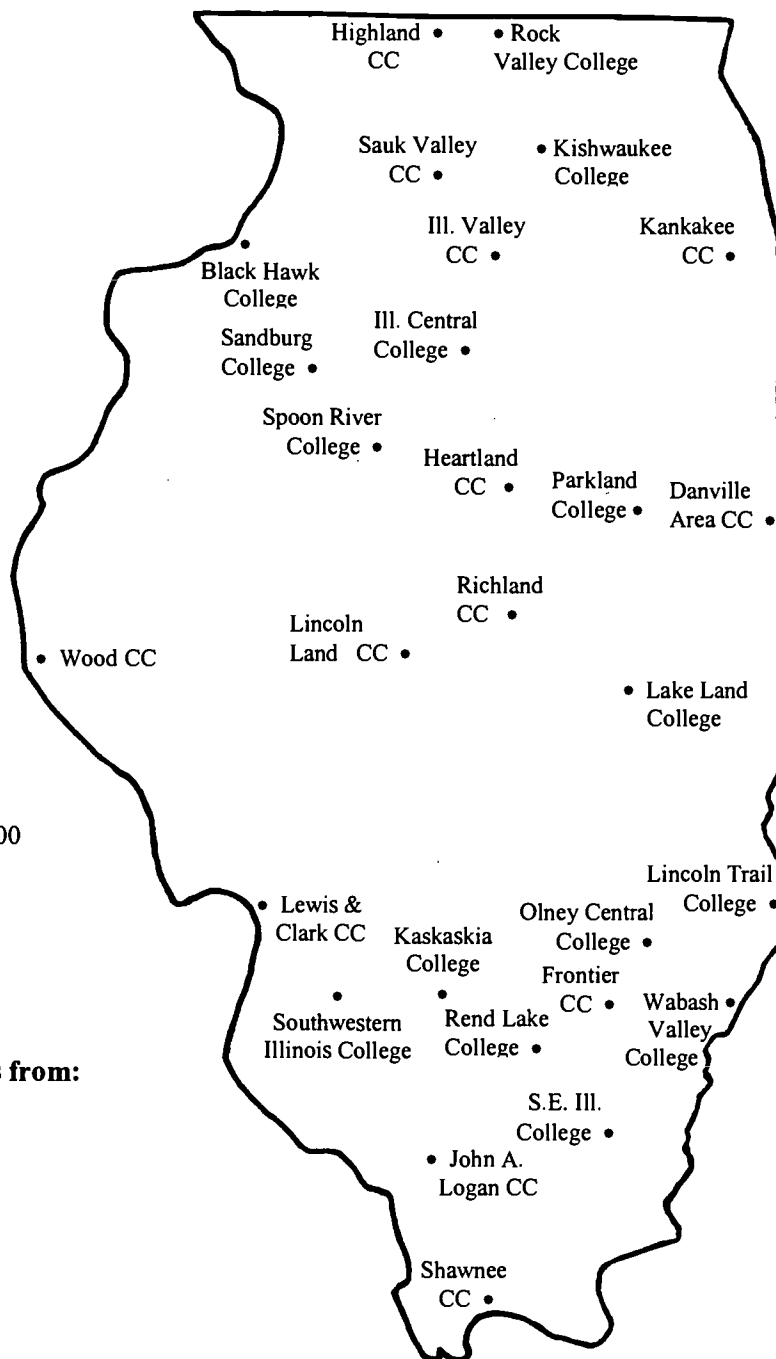 Highland
CC
Rock
Valley College
Sauk Valley
CC
Kishwaukee
College
Ill. Valley
CC
Kankakee
CC
Black Hawk
College
Ill. Central
College
Sandburg
College
Spoon River
College
Heartland
CC
Parkland
College
Danville
Area CC
Richland
CC
Lincoln
Land CC
Wood CC
Lake Land
College
00
Lincoln Trail
College
Lewis &
Clark CC
Olney Central
College
Kaskaskia
College
Frontier
CC
Wabash
Valley
College
Southwestern
Illinois College
Rend Lake
College
s from:
S.E. Ill.
College
John A.
Logan CC
Shawnee
CC